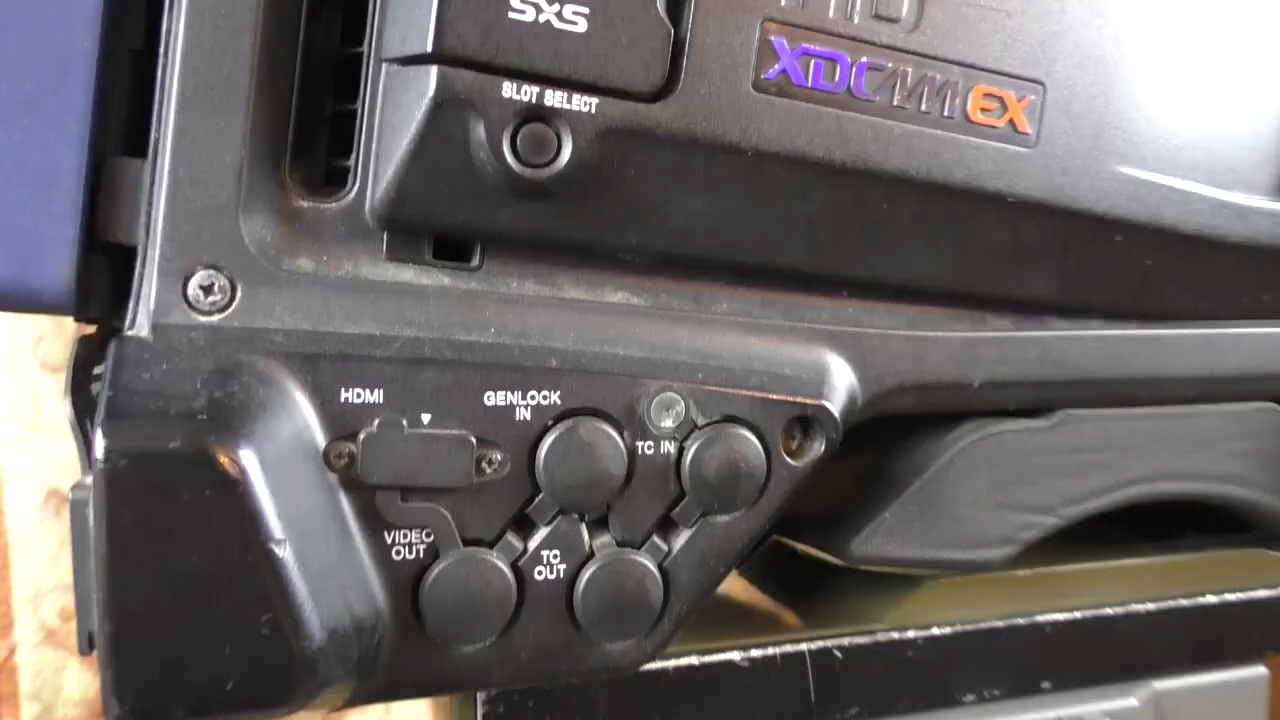 SxS
SLOT SELECT
XDCAM EX
HDMI
GENLOCK
IN
TC IN
VIDEO
OUT
TC
OUT